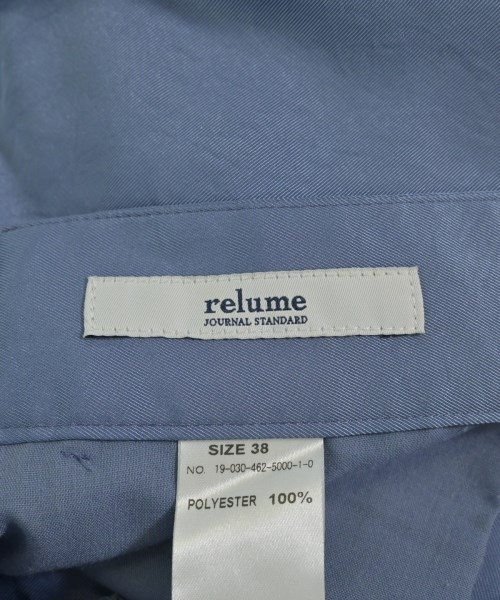 relume
JOURNAL STANDARD
SIZE 38
NO. 19-030-462-5000-1-0
POLYESTER 100%